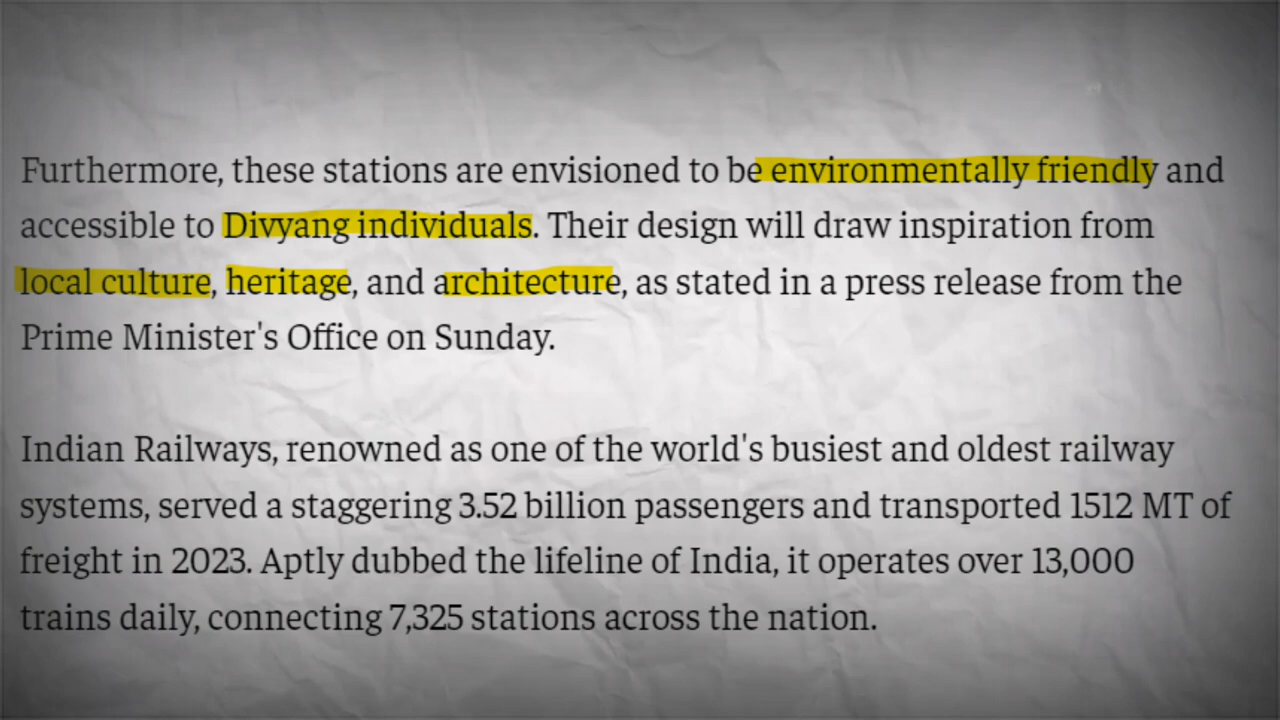 Furthermore, these stations are envisioned to be environmentally friendly and
accessible to Divyang individuals. Their design will draw inspiration from
local culture, heritage, and architecture, as stated in a press release from the
Prime Minister's Office on Sunday.
Indian Railways, renowned as one of the world's busiest and oldest railway
systems, served a staggering 3.52 billion passengers and transported 1512 MT of
freight in 2023. Aptly dubbed the lifeline of India, it operates over 13,000
trains daily, connecting 7,325 stations across the nation.